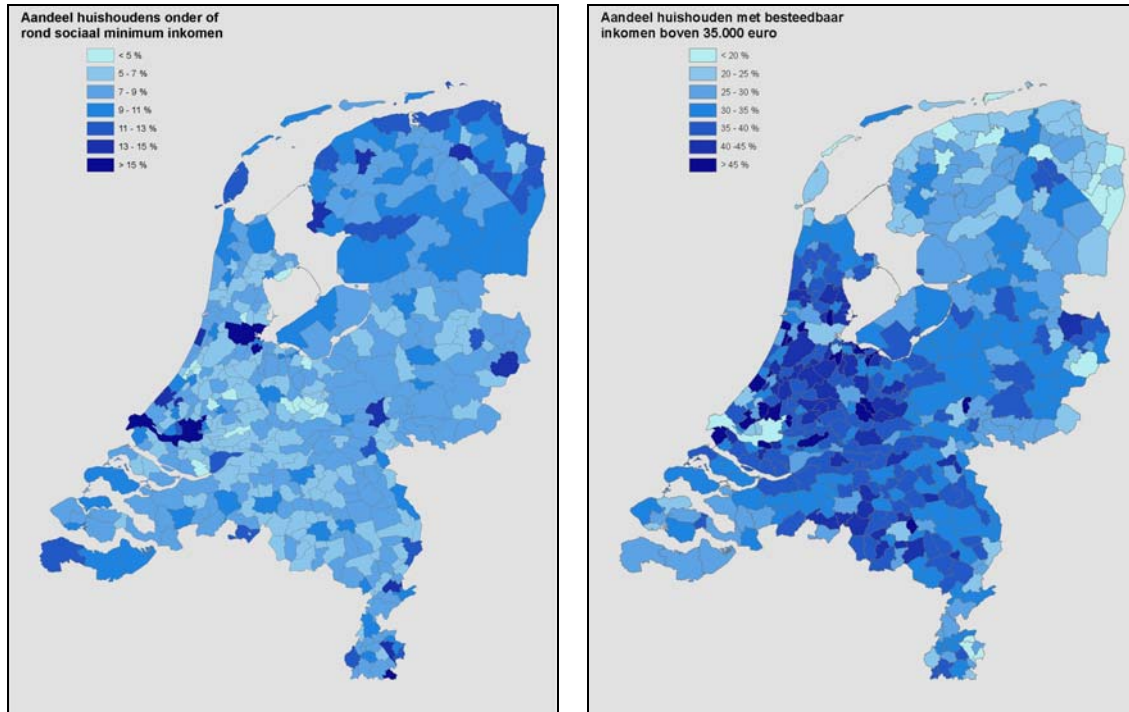 Aandeel huishoudens onder of
rond sociaal minimum inkomen
< 5 %
5 - 7 %
7 - 9 %
9 - 11 %
11 - 13 %
13 - 15 %
> 15 %
Aandeel huishouden met besteedbaar
inkomen boven 35.000 euro
< 20 %
20 - 25 %
25 - 30 %
30 - 35 %
35 - 40 %
40 -45 %
> 45 %